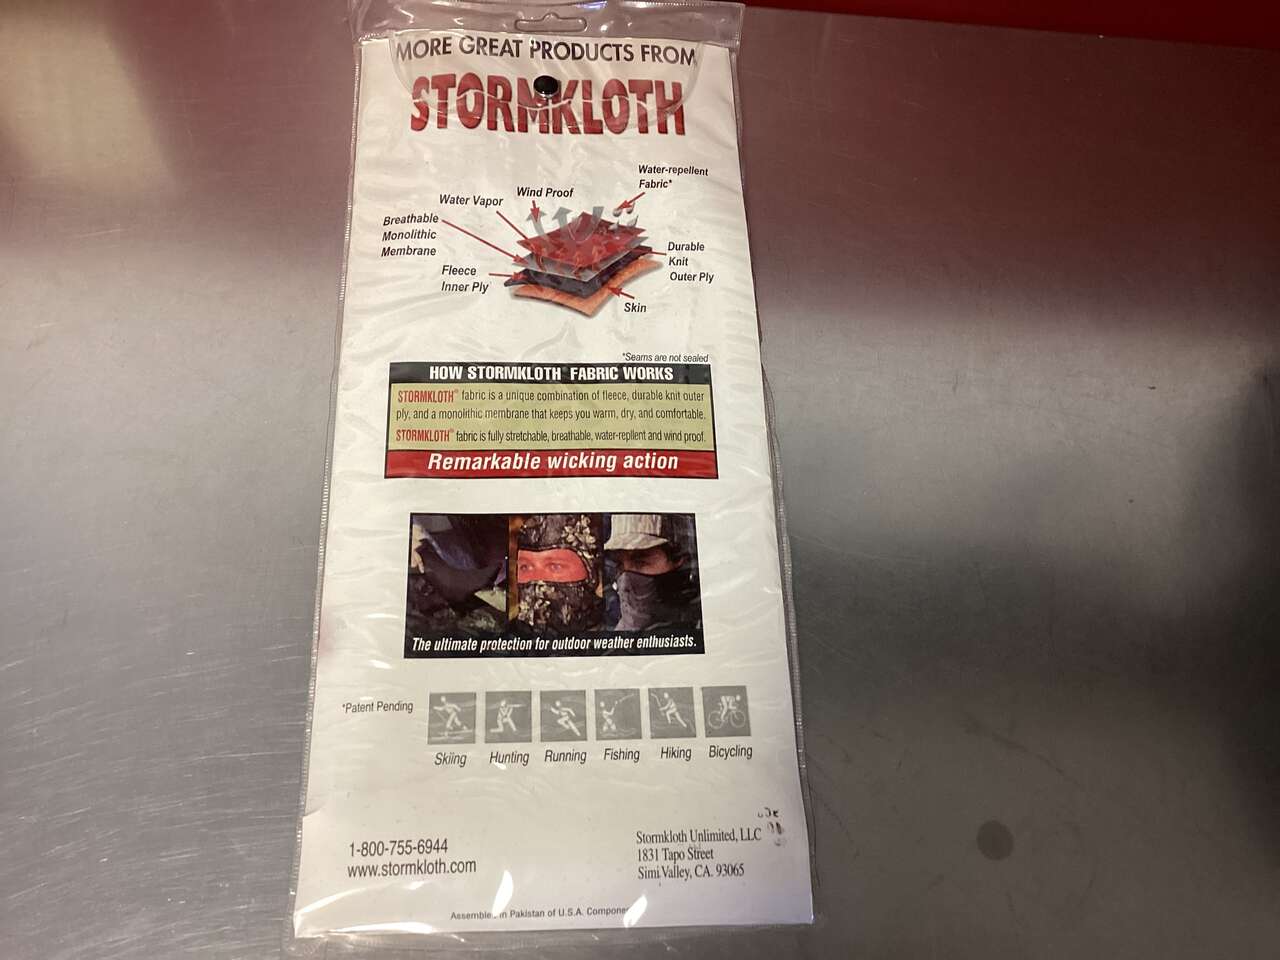 MORE GREAT PRODUCTS FROM
STORMKLOTH
Water-repellent
Fabric*
Wind Proof
Water Vapor
Breathable
Monolithic
Membrane
Durable
Knit
Outer Ply
Fleece
Inner Ply
Skin
*Seams are not sealed
HOW STORMKLOTH® FABRIC WORKS
STORMKLOTH® fabric is a unique combination of fleece, durable knit outer
ply, and a monolithic membrane that keeps you warm, dry, and comfortable.
STORMKLOTH® fabric is fully stretchable, breathable, water-repllent and wind proof.
Remarkable wicking action
The ultimate protection for outdoor weather enthusiasts.
*Patent Pending
Skiing Hunting Running Fishing Hiking Bicycling
1-800-755-6944
www.stormkloth.com
Stormkloth Unlimited, LLC
1831 Tapo Street
Simi Valley, CA. 93065
in Pakistan of U.S.A.